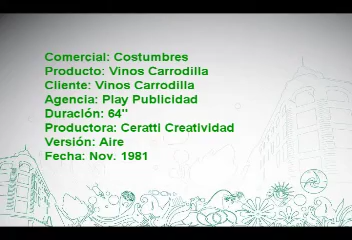 Comercial: Costumbres
Producto: Vinos Carrodilla
Cliente: Vinos Carrodilla
Agencia: Play Publicidad
Duración: 64"
Productora: Ceratti Creatividad
Versión: Aire
Fecha: Nov. 1981